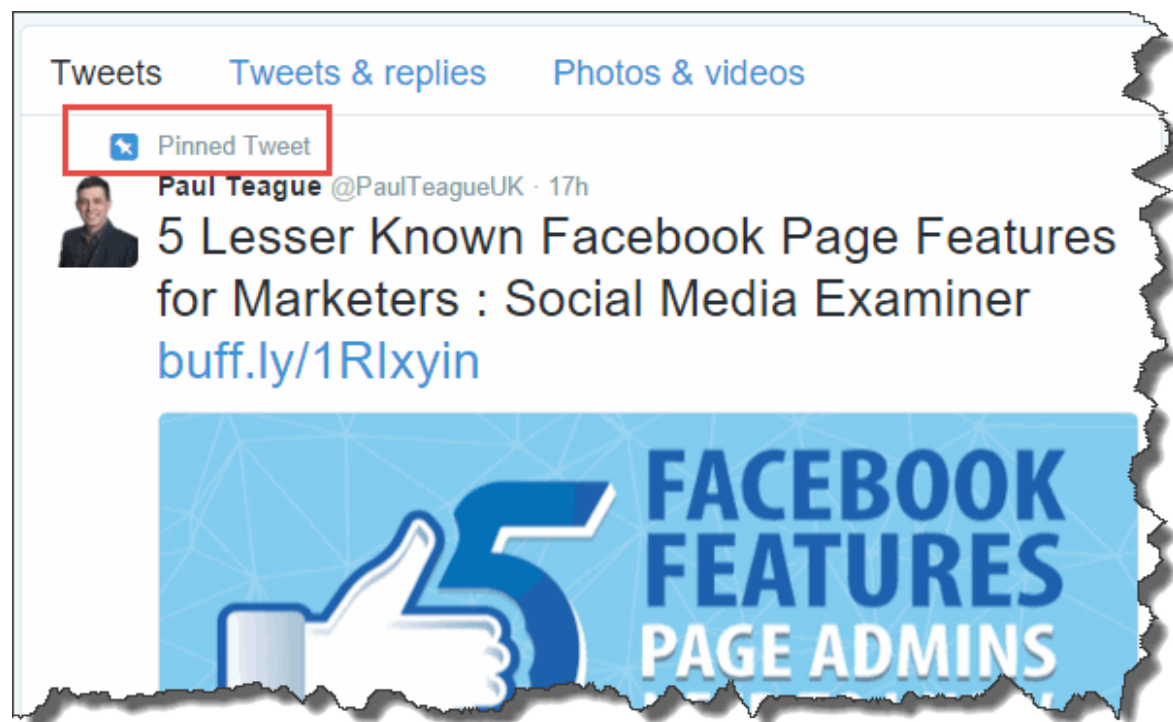 Tweets Tweets & replies Photos & videos
Pinned Tweet
Paul Teague @PaulTeagueUK · 17h
5 Lesser Known Facebook Page Features
for Marketers : Social Media Examiner
buff.ly/1RIxyin
5 FACEBOOK
FEATURES
PAGE ADMINS